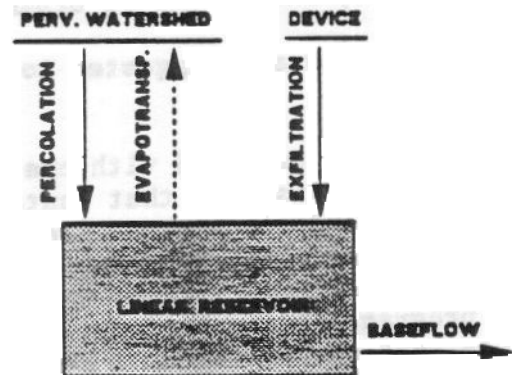 PERV. WATERSHED
DEVICE
PERCOLATION
EVAPOTRANSP.
EXFILTRATION
LINEAR RESERVOIR
BASEFLOW